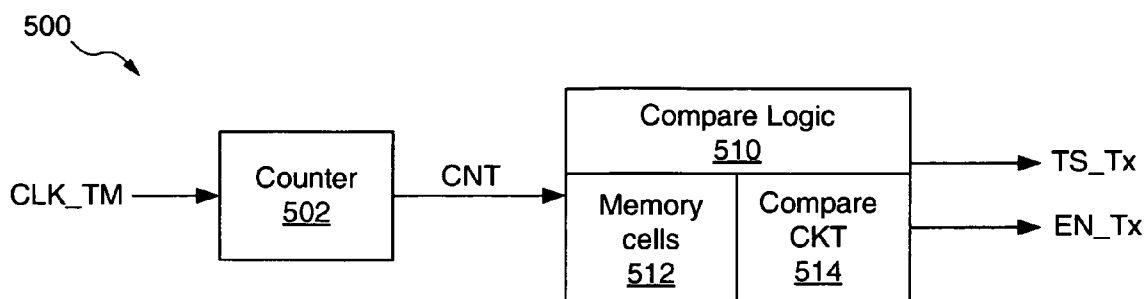 500
CLK_TM
Counter
502
CNT
Compare Logic
510
Memory
cells
512
Compare
CKT
514
TS_Tx
EN_Tx